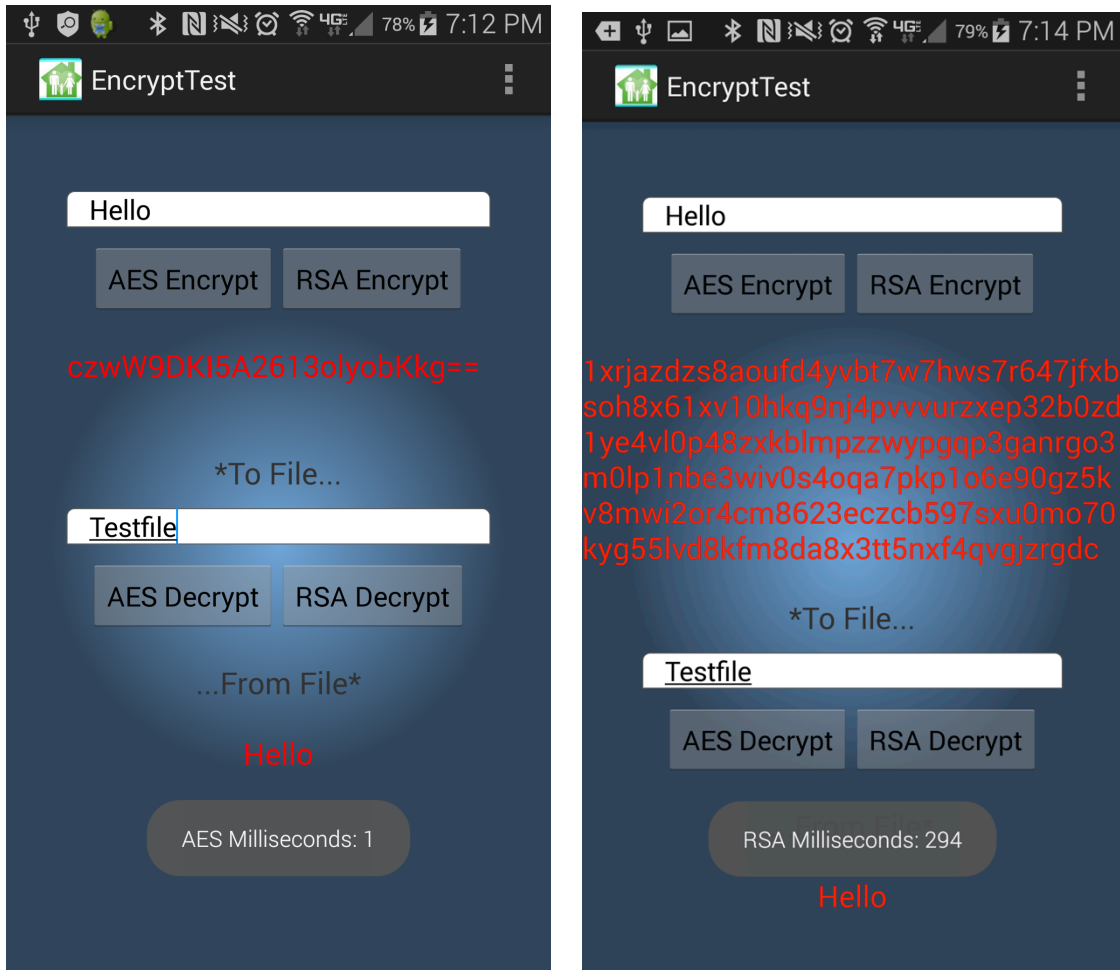 4G 78% 7:12 PM
EncryptTest
Hello
AES Encrypt RSA Encrypt
czwW9DKI5A2613olyobKkg==
*To File...
Testfile
AES Decrypt RSA Decrypt
...From File*
Hello
AES Milliseconds: 1
4G 79% 7:14 PM
EncryptTest
Hello
AES Encrypt RSA Encrypt
1xrjazdzs8aoufd4yvbt7w7hws7r647jfxb
soh8x61xv10hkq9nj4pvvvurzxep32b0zd
1ye4vl0p48zxkblmpzzwypgqp3ganrgo3
m0lp1nbe3wiv0s4oqa7pkp1o6e90gz5k
v8mwi2or4cm8623eczcb597sxu0mo70
kyg55lvd8kfm8da8x3tt5nxf4qvgjzrgdc
*To File...
Testfile
AES Decrypt RSA Decrypt
RSA Milliseconds: 294
Hello